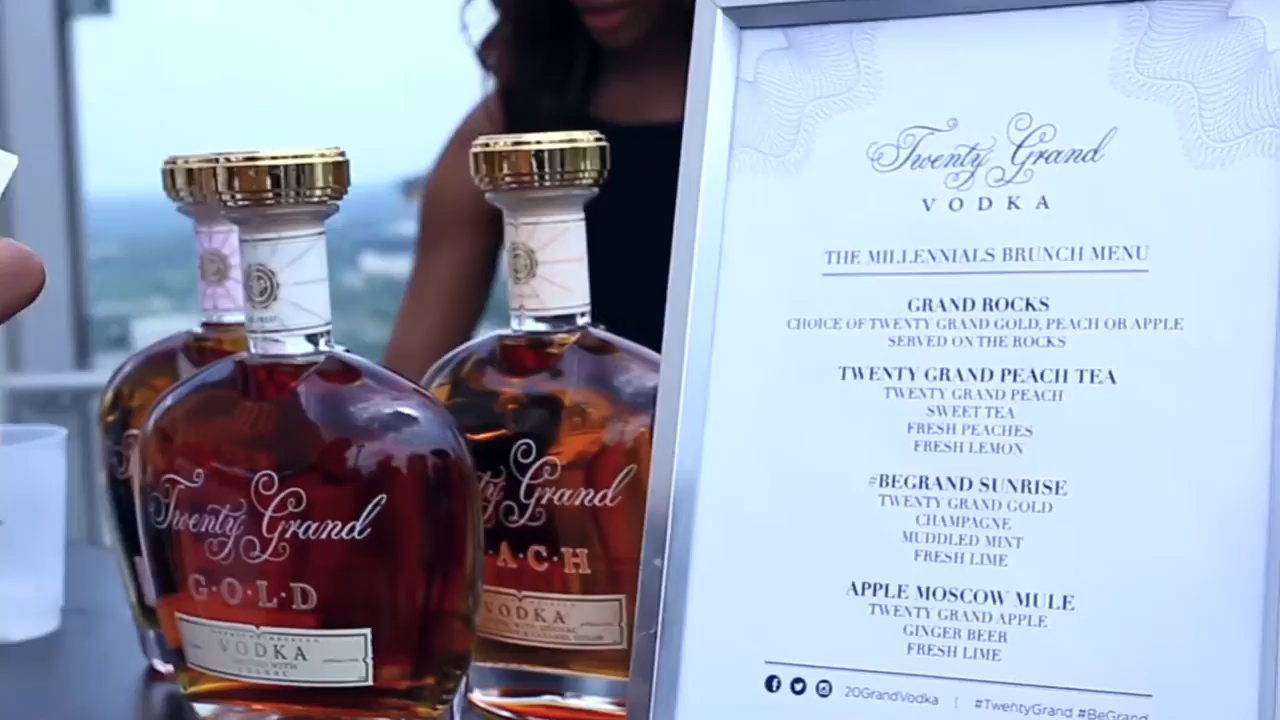 Twenty Grand
G·O·L·D
VODKA
WITH
COGNAC
Grand
A·C·H
VODKA
Twenty Grand
VODKA
THE MILLENNIALS BRUNCH MENU
GRAND ROCKS
CHOICE OF TWENTY GRAND GOLD, PEACH OR APPLE
SERVED ON THE ROCKS
TWENTY GRAND PEACH TEA
TWENTY GRAND PEACH
SWEET TEA
FRESH PEACHES
FRESH LEMON
#BEGRAND SUNRISE
TWENTY GRAND GOLD
CHAMPAGNE
MUDDLED MINT
FRESH LIME
APPLE MOSCOW MULE
TWENTY GRAND APPLE
GINGER BEER
FRESH LIME
20GrandVodka | #TwentyGrand #BeGrand